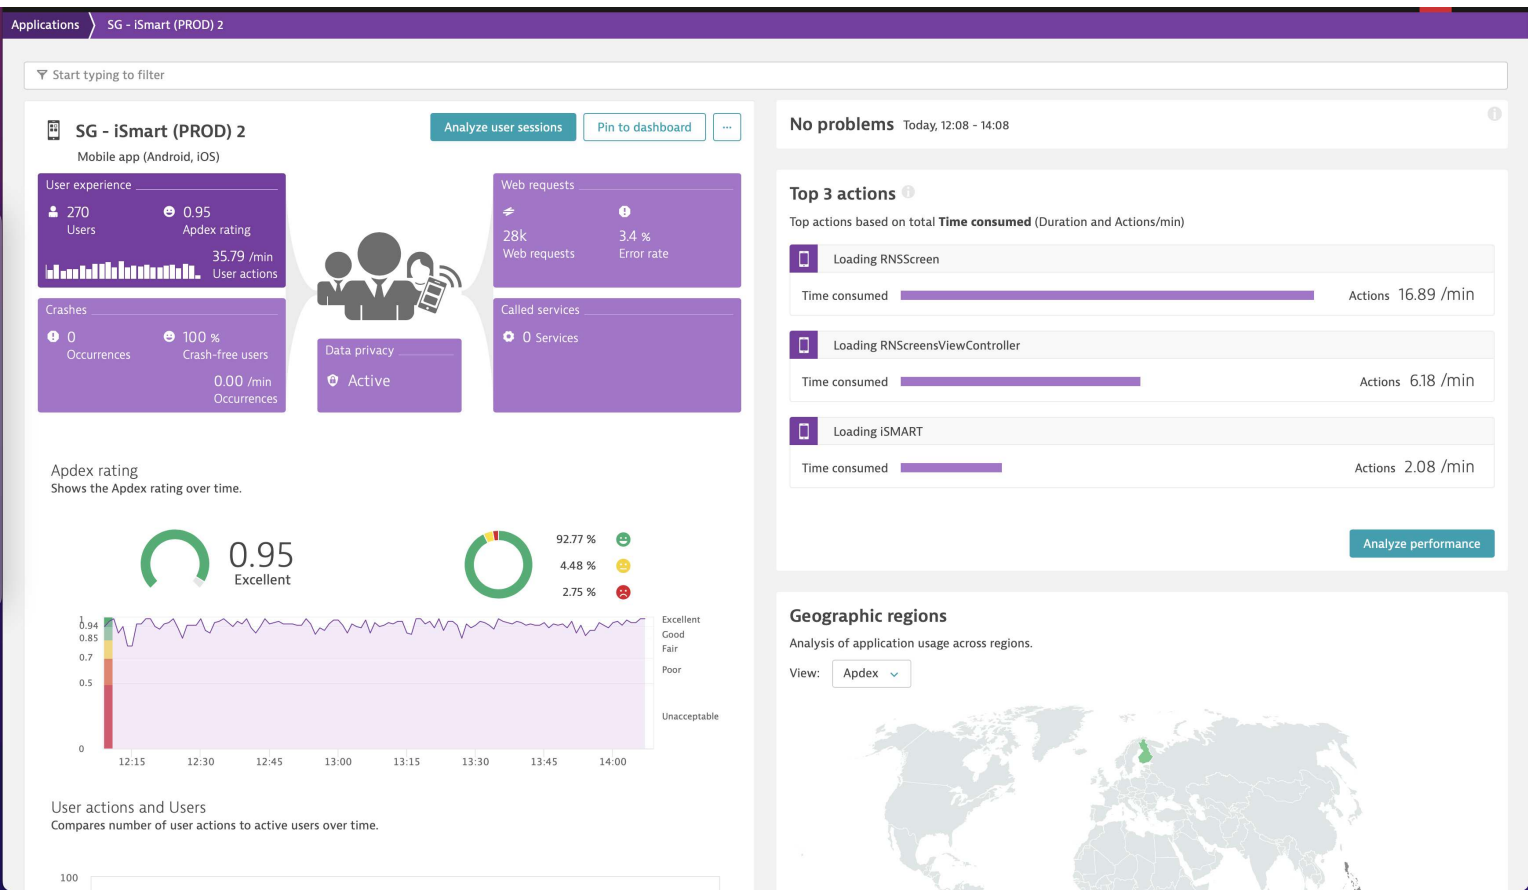 Applications
SG - iSmart (PROD) 2
Start typing to filter
SG - iSmart (PROD) 2
Analyze user sessions
Pin to dashboard
...
Mobile app (Android, iOS)
User experience
270
Users
0.95
Apdex rating
35.79 /min
User actions
Crashes
0
Occurrences
100 %
Crash-free users
0.00 /min
Occurrences
Data privacy
Active
Web requests
28k
Web requests
3.4 %
Error rate
Called services
0 Services
Apdex rating
Shows the Apdex rating over time.
0.95
Excellent
92.77 %
4.48 %
2.75 %
1
0.94
0.85
0.7
0.5
0
Excellent
Good
Fair
Poor
Unacceptable
12:15
12:30
12:45
13:00
13:15
13:30
13:45
14:00
User actions and Users
Compares number of user actions to active users over time.
100
No problems Today, 12:08 - 14:08
Top 3 actions
Top actions based on total Time consumed (Duration and Actions/min)
Loading RNSScreen
Time consumed
Actions 16.89 /min
Loading RNScreensViewController
Time consumed
Actions 6.18 /min
Loading iSMART
Time consumed
Actions 2.08 /min
Analyze performance
Geographic regions
Analysis of application usage across regions.
View: Apdex